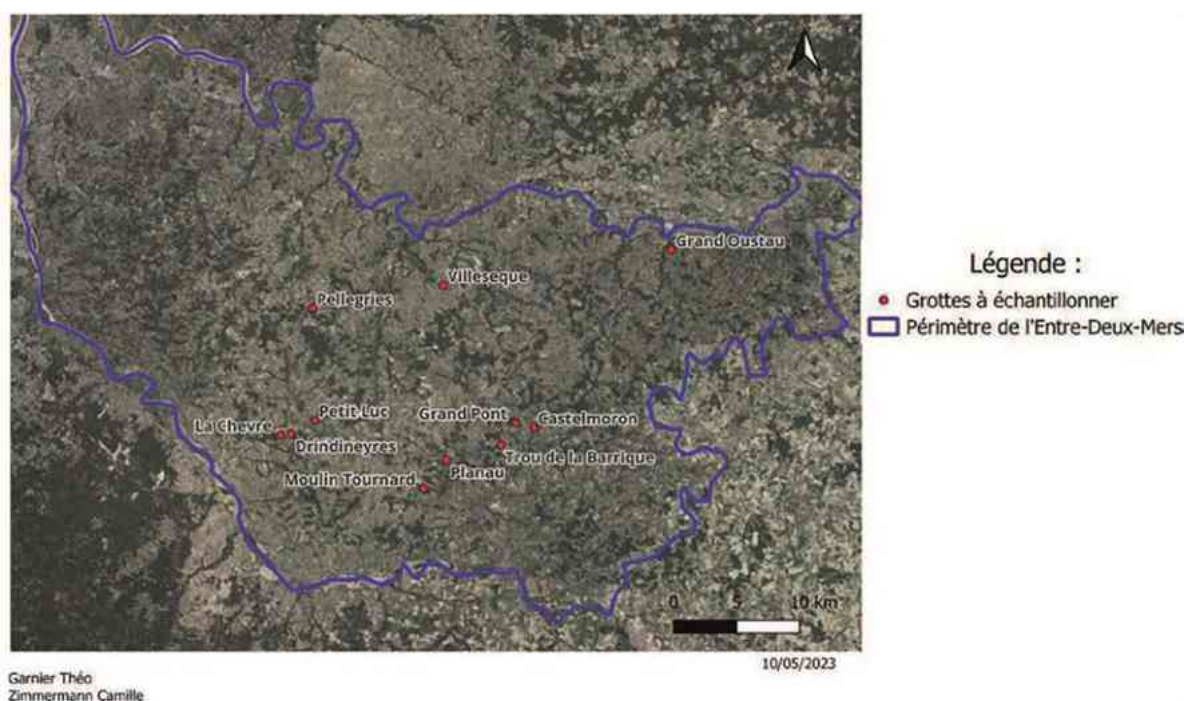 Grand Oustau
Villeseque
Pellegries
Petit Luc
Grand Pont
Castelmoron
La Chevre
Drindineyres
Trou de la Barrique
Planau
Moulin Tournard
0 5 10 km
Légende :
Grottes à échantillonner
Périmètre de l'Entre-Deux-Mers
10/05/2023
Garnier Théo
Zimmermann Camille